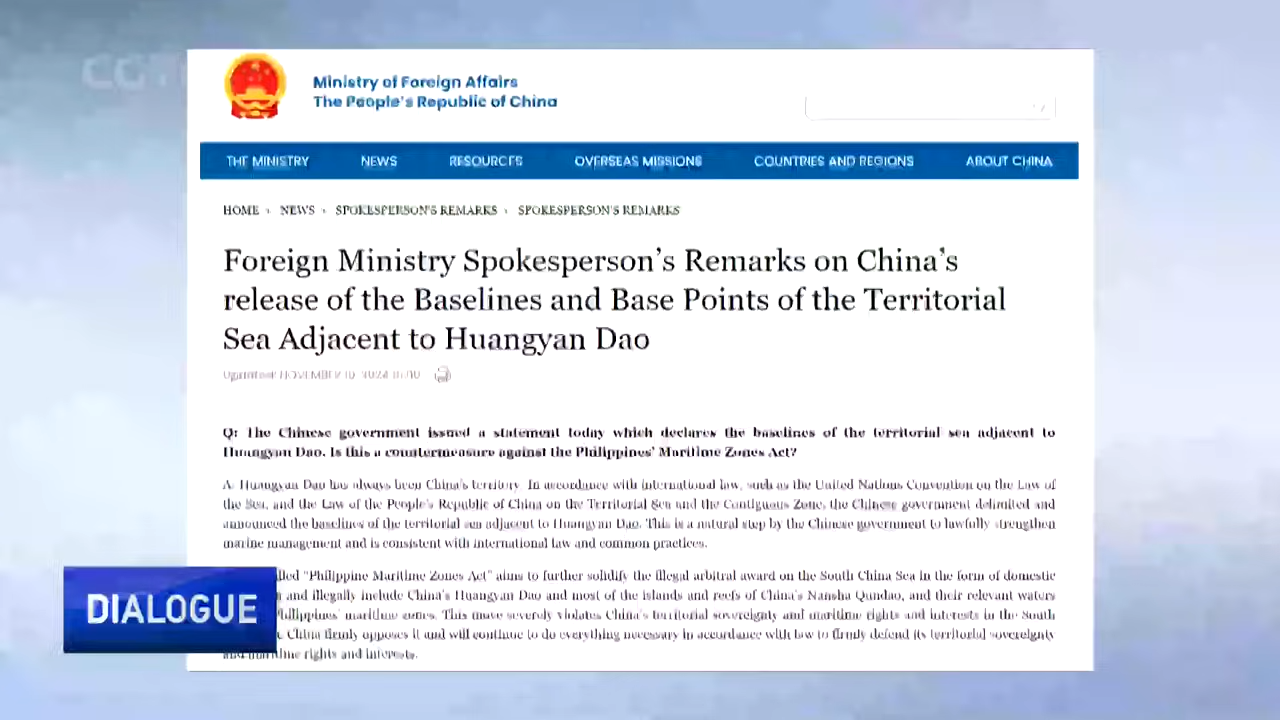 CGT
Ministry of Foreign Affairs
The People's Republic of China
THE MINISTRY NEWS RESOURCES OVERSEAS MISSIONS COUNTRIES AND REGIONS ABOUT CHINA
HOME › NEWS › SPOKESPERSON'S REMARKS › SPOKESPERSON'S REMARKS
Foreign Ministry Spokesperson's Remarks on China's
release of the Baselines and Base Points of the Territorial
Sea Adjacent to Huangyan Dao
Updated: NOVEMBER 10, 2024
Q: The Chinese government issued a statement today which declares the baselines of the territorial sea adjacent to
Huangyan Dao. Is this a countermeasure against the Philippines' Maritime Zones Act?
A: Huangyan Dao has always been China's territory. In accordance with international law, such as the United Nations Convention on the Law of
the Sea, and the Law of the People's Republic of China on the Territorial Sea and the Contiguous Zone, the Chinese government delimited and
announced the baselines of the territorial sea adjacent to Huangyan Dao. This is a natural step by the Chinese government to lawfully strengthen
marine management and is consistent with international law and common practices.
lled "Philippine Maritime Zones Act" aims to further solidify the illegal arbitral award on the South China Sea in the form of domestic
and illegally include China's Huangyan Dao and most of the islands and reefs of China's Nansha Qundao, and their relevant waters
Philippines' maritime zones. This move severely violates China's territorial sovereignty and maritime rights and interests in the South
China firmly opposes it and will continue to do everything necessary in accordance with law to firmly defend its territorial sovereignty
and maritime rights and interests.
DIALOGUE